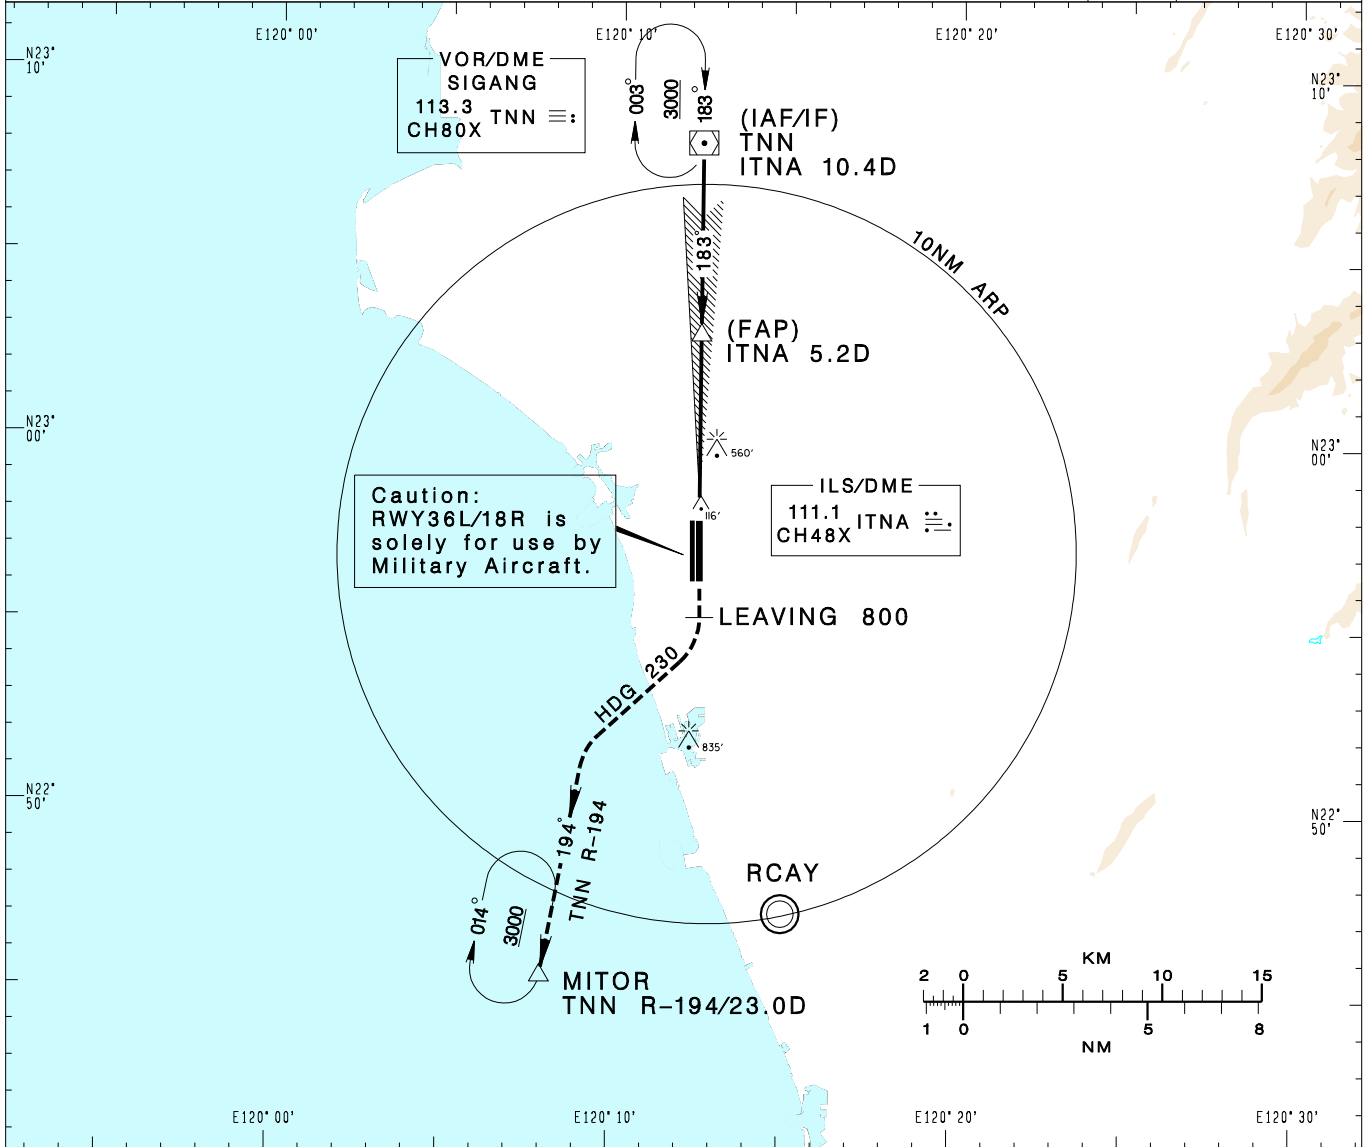 E120° 00'
E120° 10'
E120° 20'
E120° 30'
N23°
10'
N23°
10'
VOR/DME
SIGANG
113.3
CH80X
TNN
003°
3000
183°
(IAF/IF)
TNN
ITNA 10.4D
10NM ARP
183°
(FAP)
ITNA 5.2D
N23°
00'
N23°
00'
560'
Caution:
RWY36L/18R is
solely for use by
Military Aircraft.
116'
ILS/DME
111.1
CH48X
ITNA
LEAVING 800
HDG 230
835'
N22°
50'
N22°
50'
194°
TNN R-194
RCAY
014°
3000
MITOR
TNN R-194/23.0D
KM
2 0 5 10 15
1 0 5 8
NM
E120° 00'
E120° 10'
E120° 20'
E120° 30'